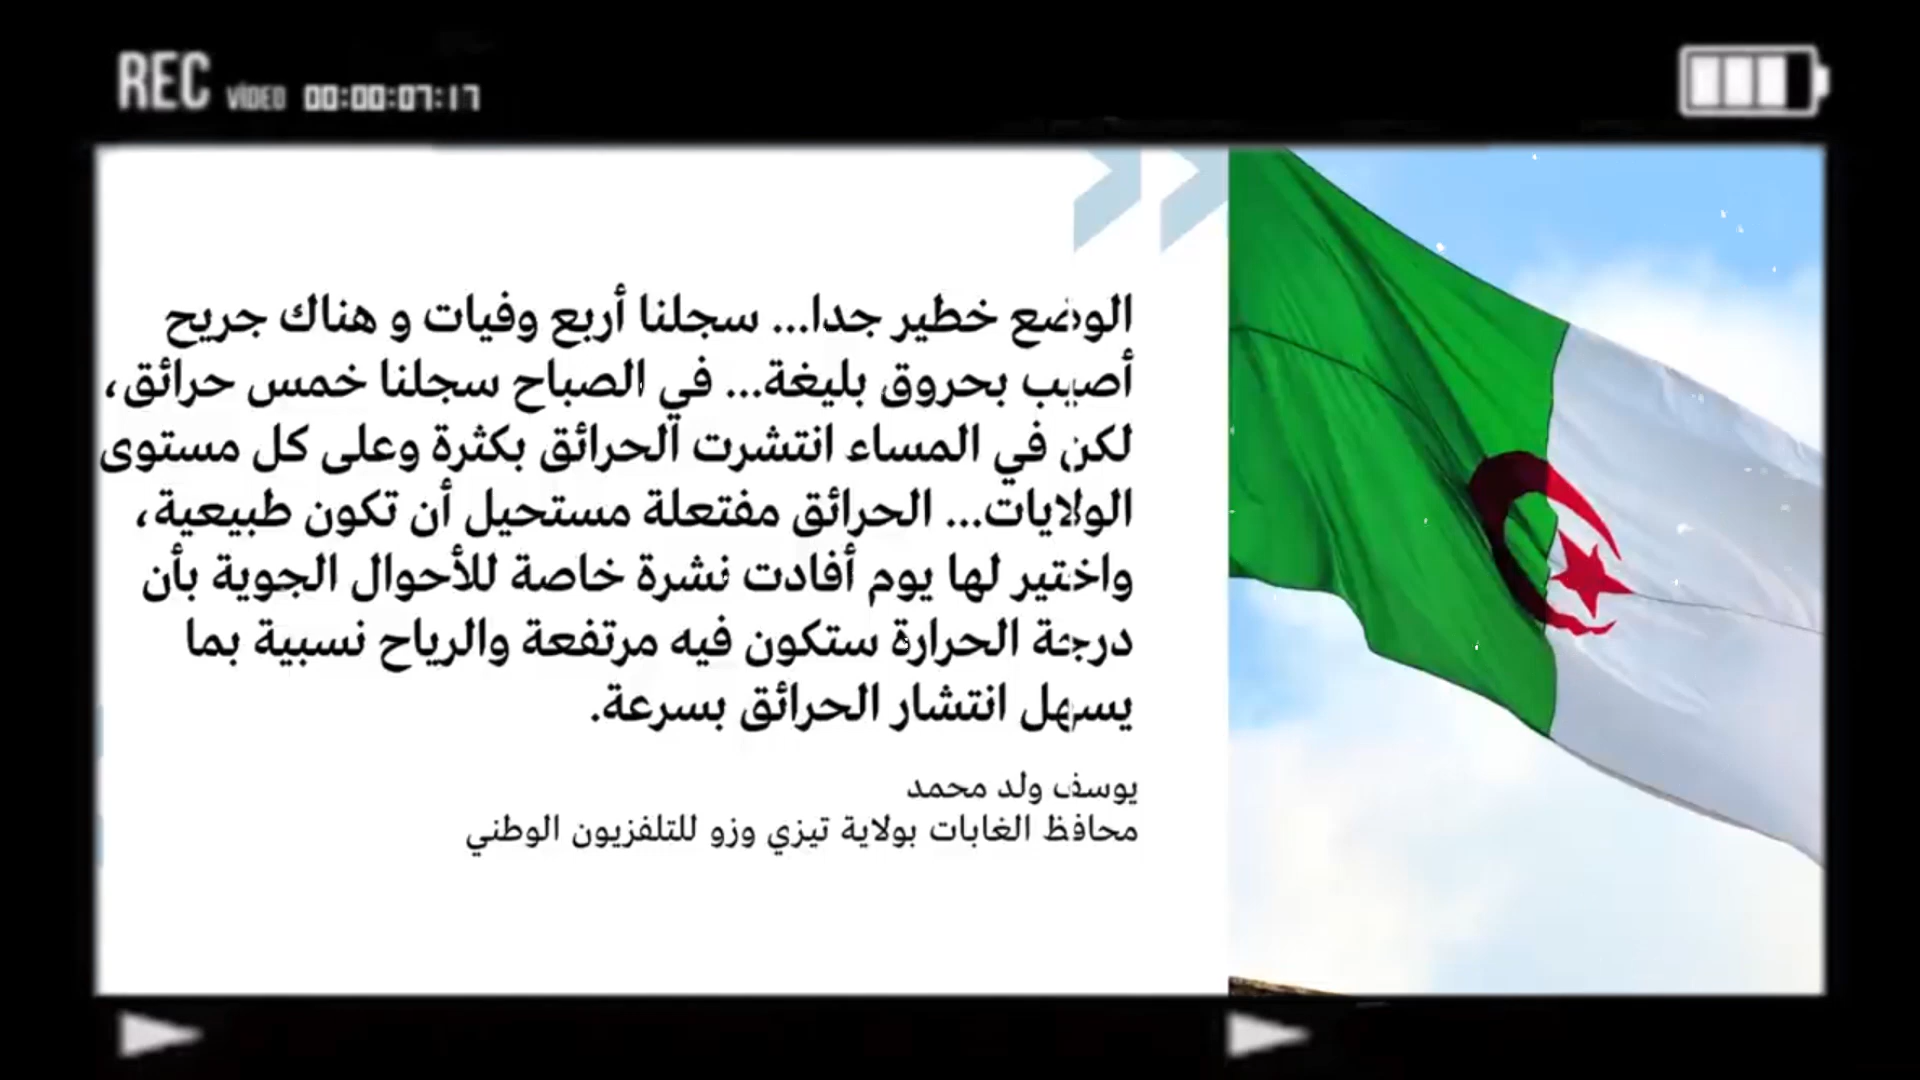 REC VÍDEO 00:00:07:17
الوضع خطير جدا... سجلنا أربع وفيات و هناك جريح
أصيب بحروق بليغة... في الصباح سجلنا خمس حرائق،
لكن في المساء انتشرت الحرائق بكثرة وعلى كل مستوى
الولايات... الحرائق مفتعلة مستحيل أن تكون طبيعية،
واختير لها يوم أفادت نشرة خاصة للأحوال الجوية بأن
درجة الحرارة ستكون فيه مرتفعة والرياح نسبية بما
يسهل انتشار الحرائق بسرعة.
يوسف ولد محمد
محافظ الغابات بولاية تيزي وزو للتلفزيون الوطني